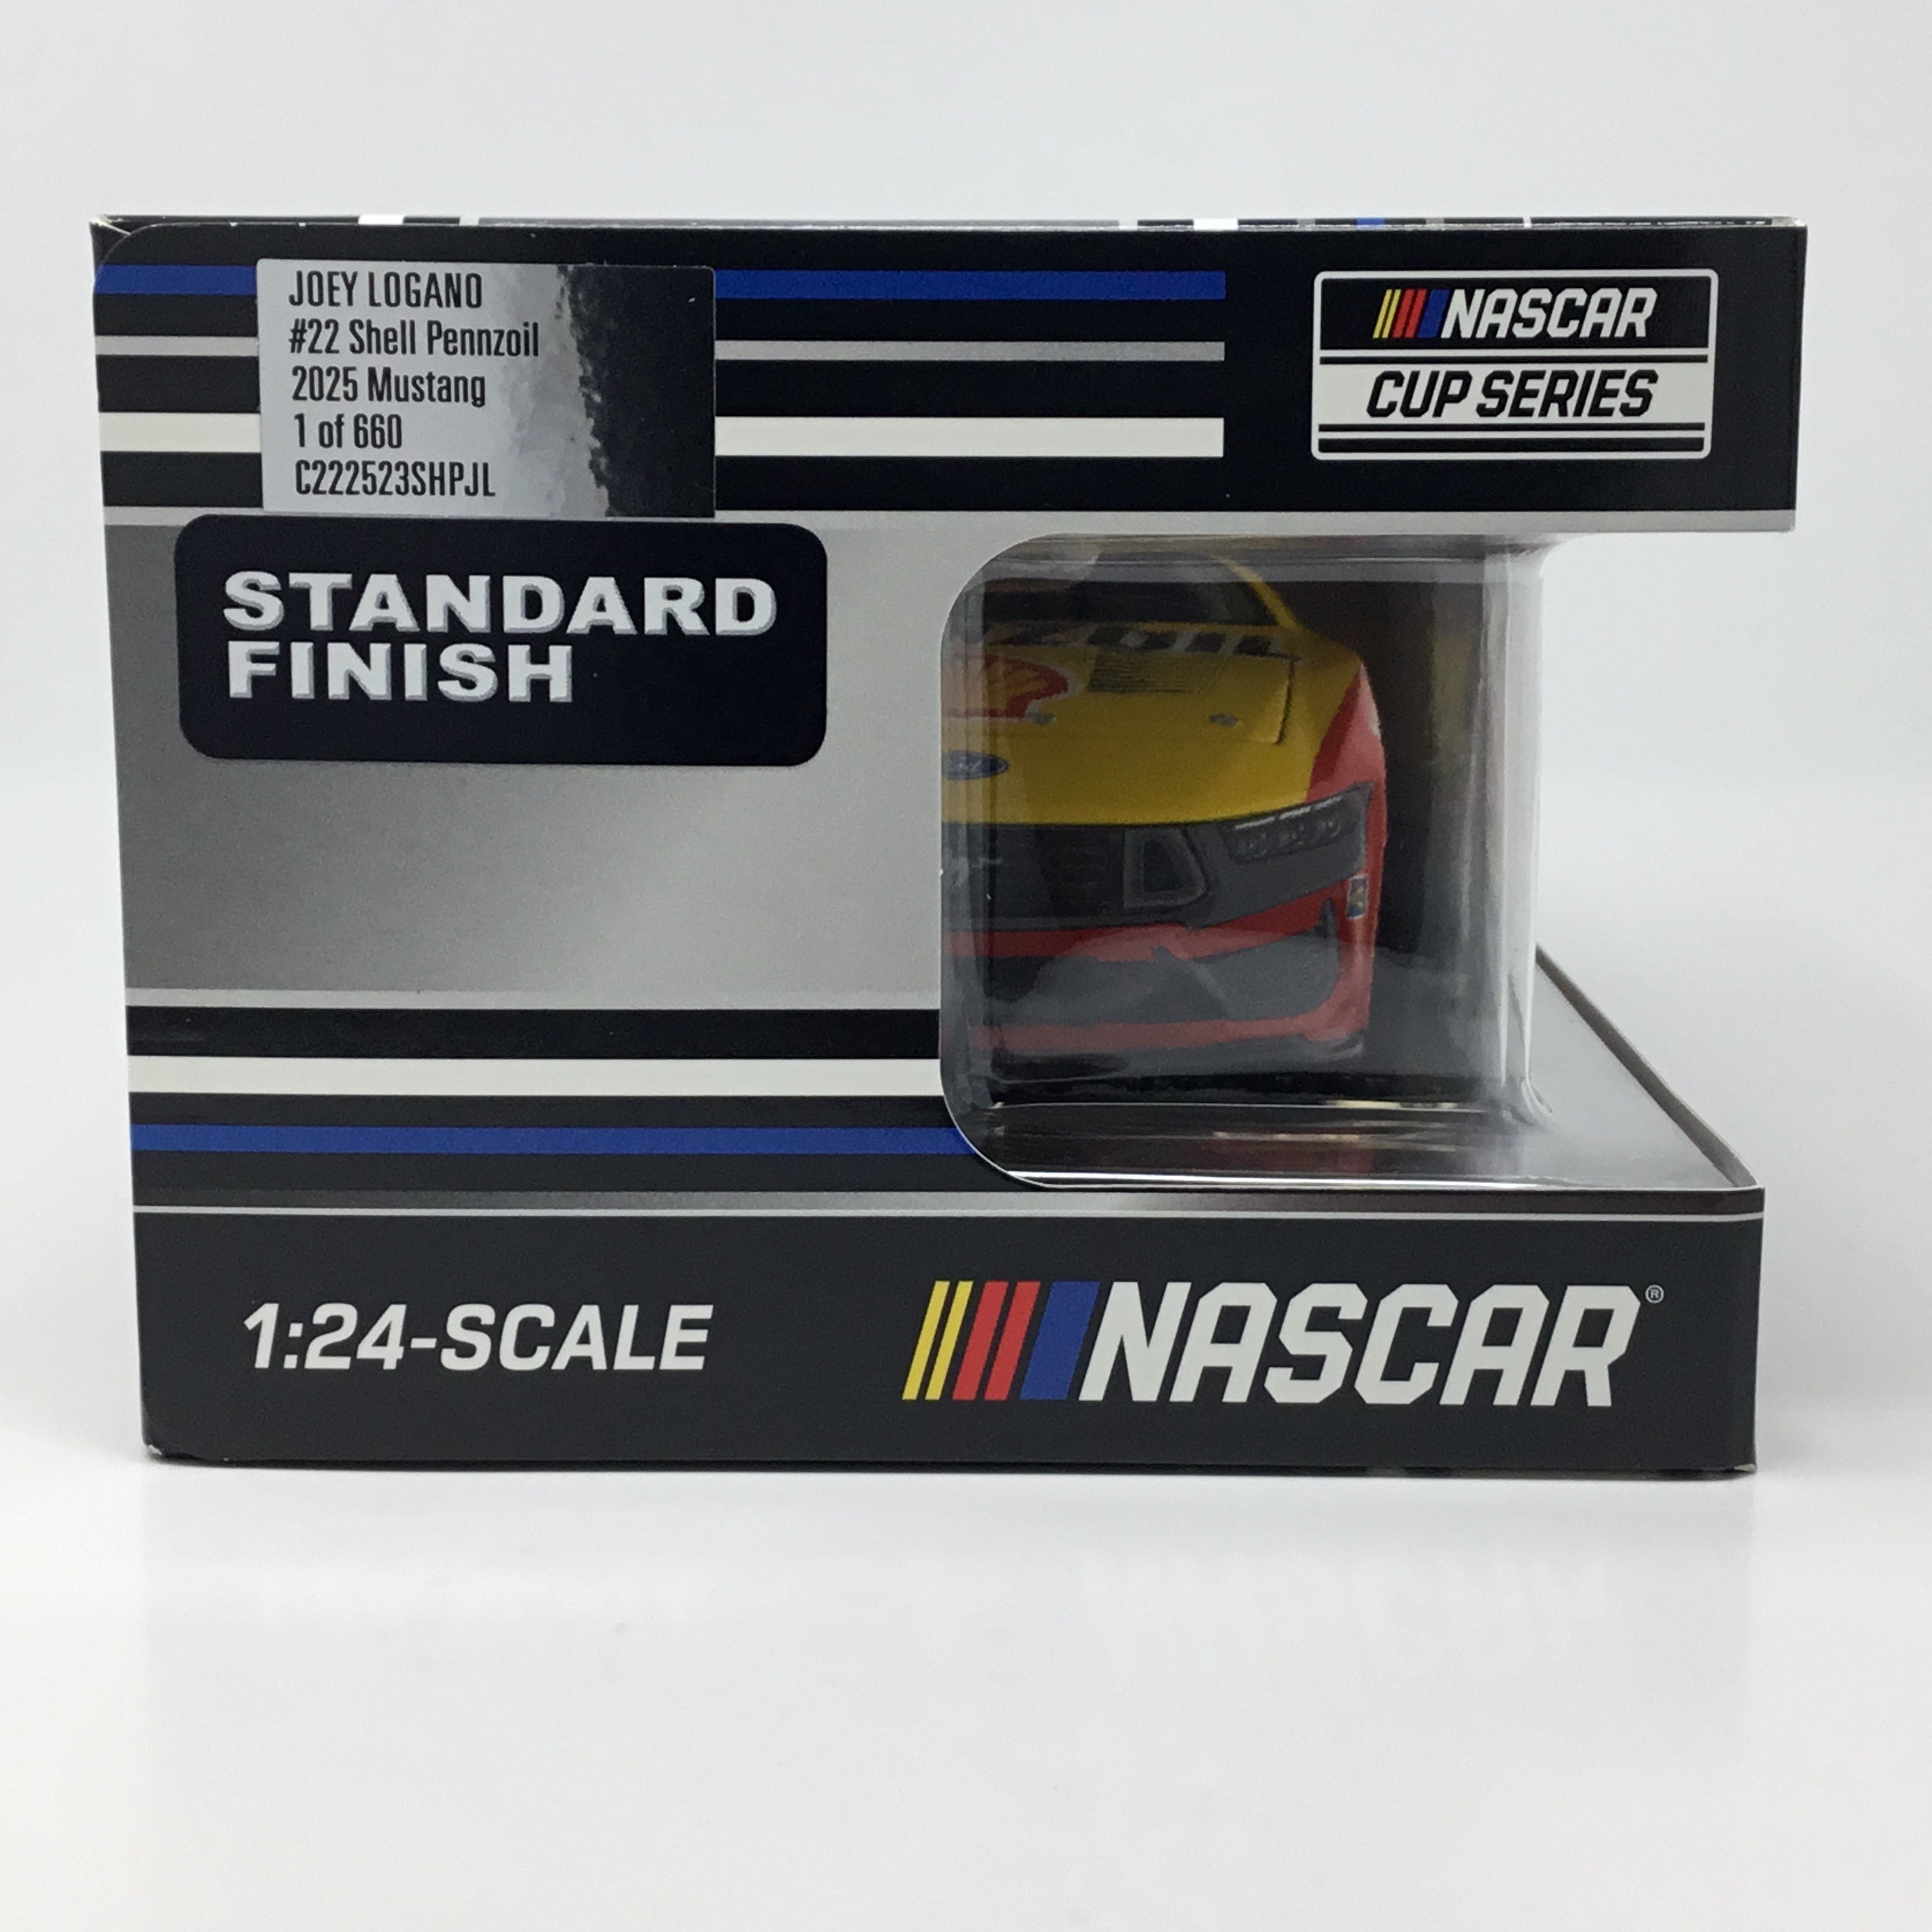 JOEY LOGANO
#22 Shell Pennzoil
2025 Mustang
1 of 660
C222523SHPJL
NASCAR
CUP SERIES
STANDARD
FINISH
ZOIL
1:24-SCALE
NASCAR®